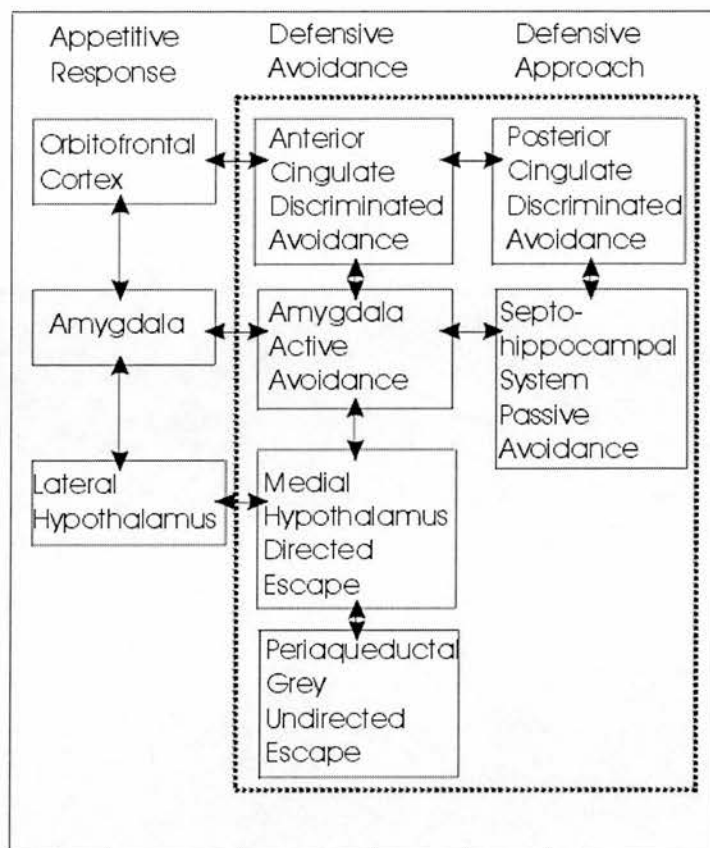 Appetitive
Response
Defensive
Avoidance
Defensive
Approach
Orbitofrontal
Cortex
Anterior
Cingulate
Discriminated
Avoidance
Posterior
Cingulate
Discriminated
Avoidance
Amygdala
Amygdala
Active
Avoidance
Septo-
hippocampal
System
Passive
Avoidance
Lateral
Hypothalamus
Medial
Hypothalamus
Directed
Escape
Periaqueductal
Grey
Undirected
Escape